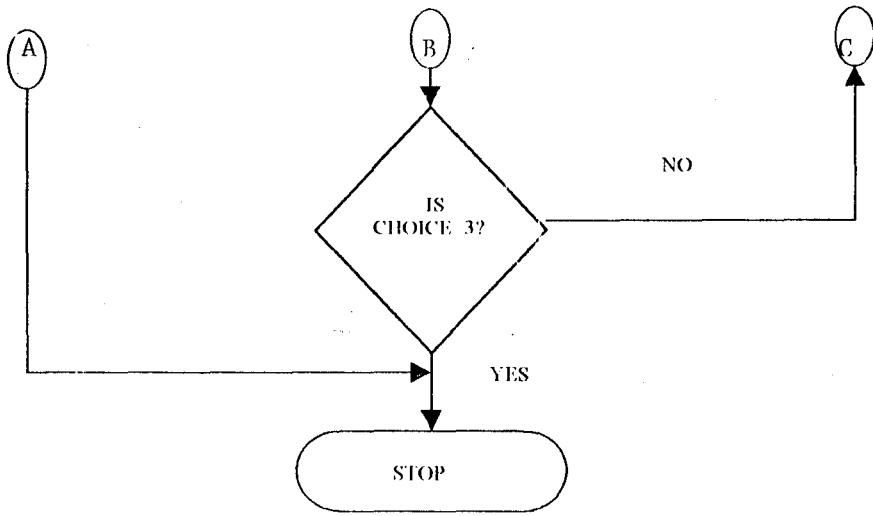 A
B
C
NO
IS
CHOICE 3?
YES
STOP